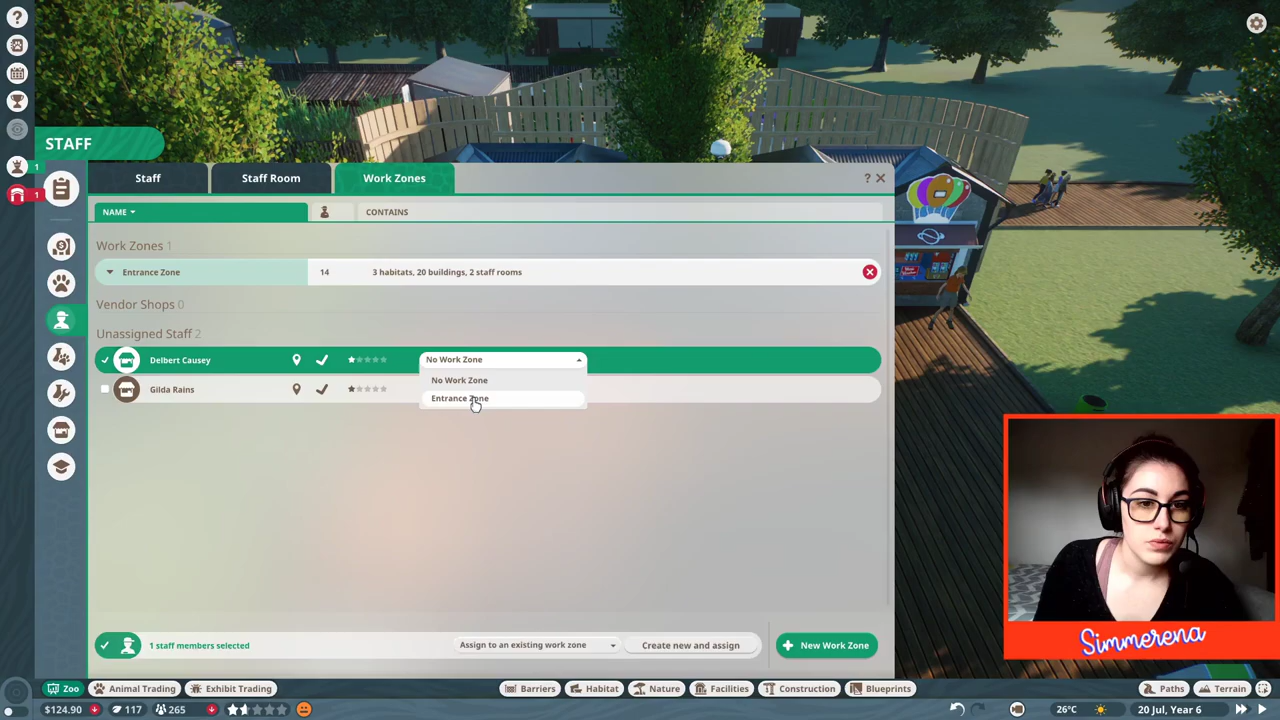 STAFF
1
1
Staff
Staff Room
Work Zones
?
NAME
CONTAINS
Work Zones 1
Entrance Zone
14
3 habitats, 20 buildings, 2 staff rooms
Vendor Shops 0
Unassigned Staff 2
Delbert Causey
No Work Zone
No Work Zone
Gilda Rains
Entrance Zone
1 staff members selected
Assign to an existing work zone
Create new and assign
New Work Zone
Simmerena
Zoo
Animal Trading
Exhibit Trading
Barriers
Habitat
Nature
Facilities
Construction
Blueprints
Paths
Terrain
$124.90
117
265
26°C
20 Jul, Year 6